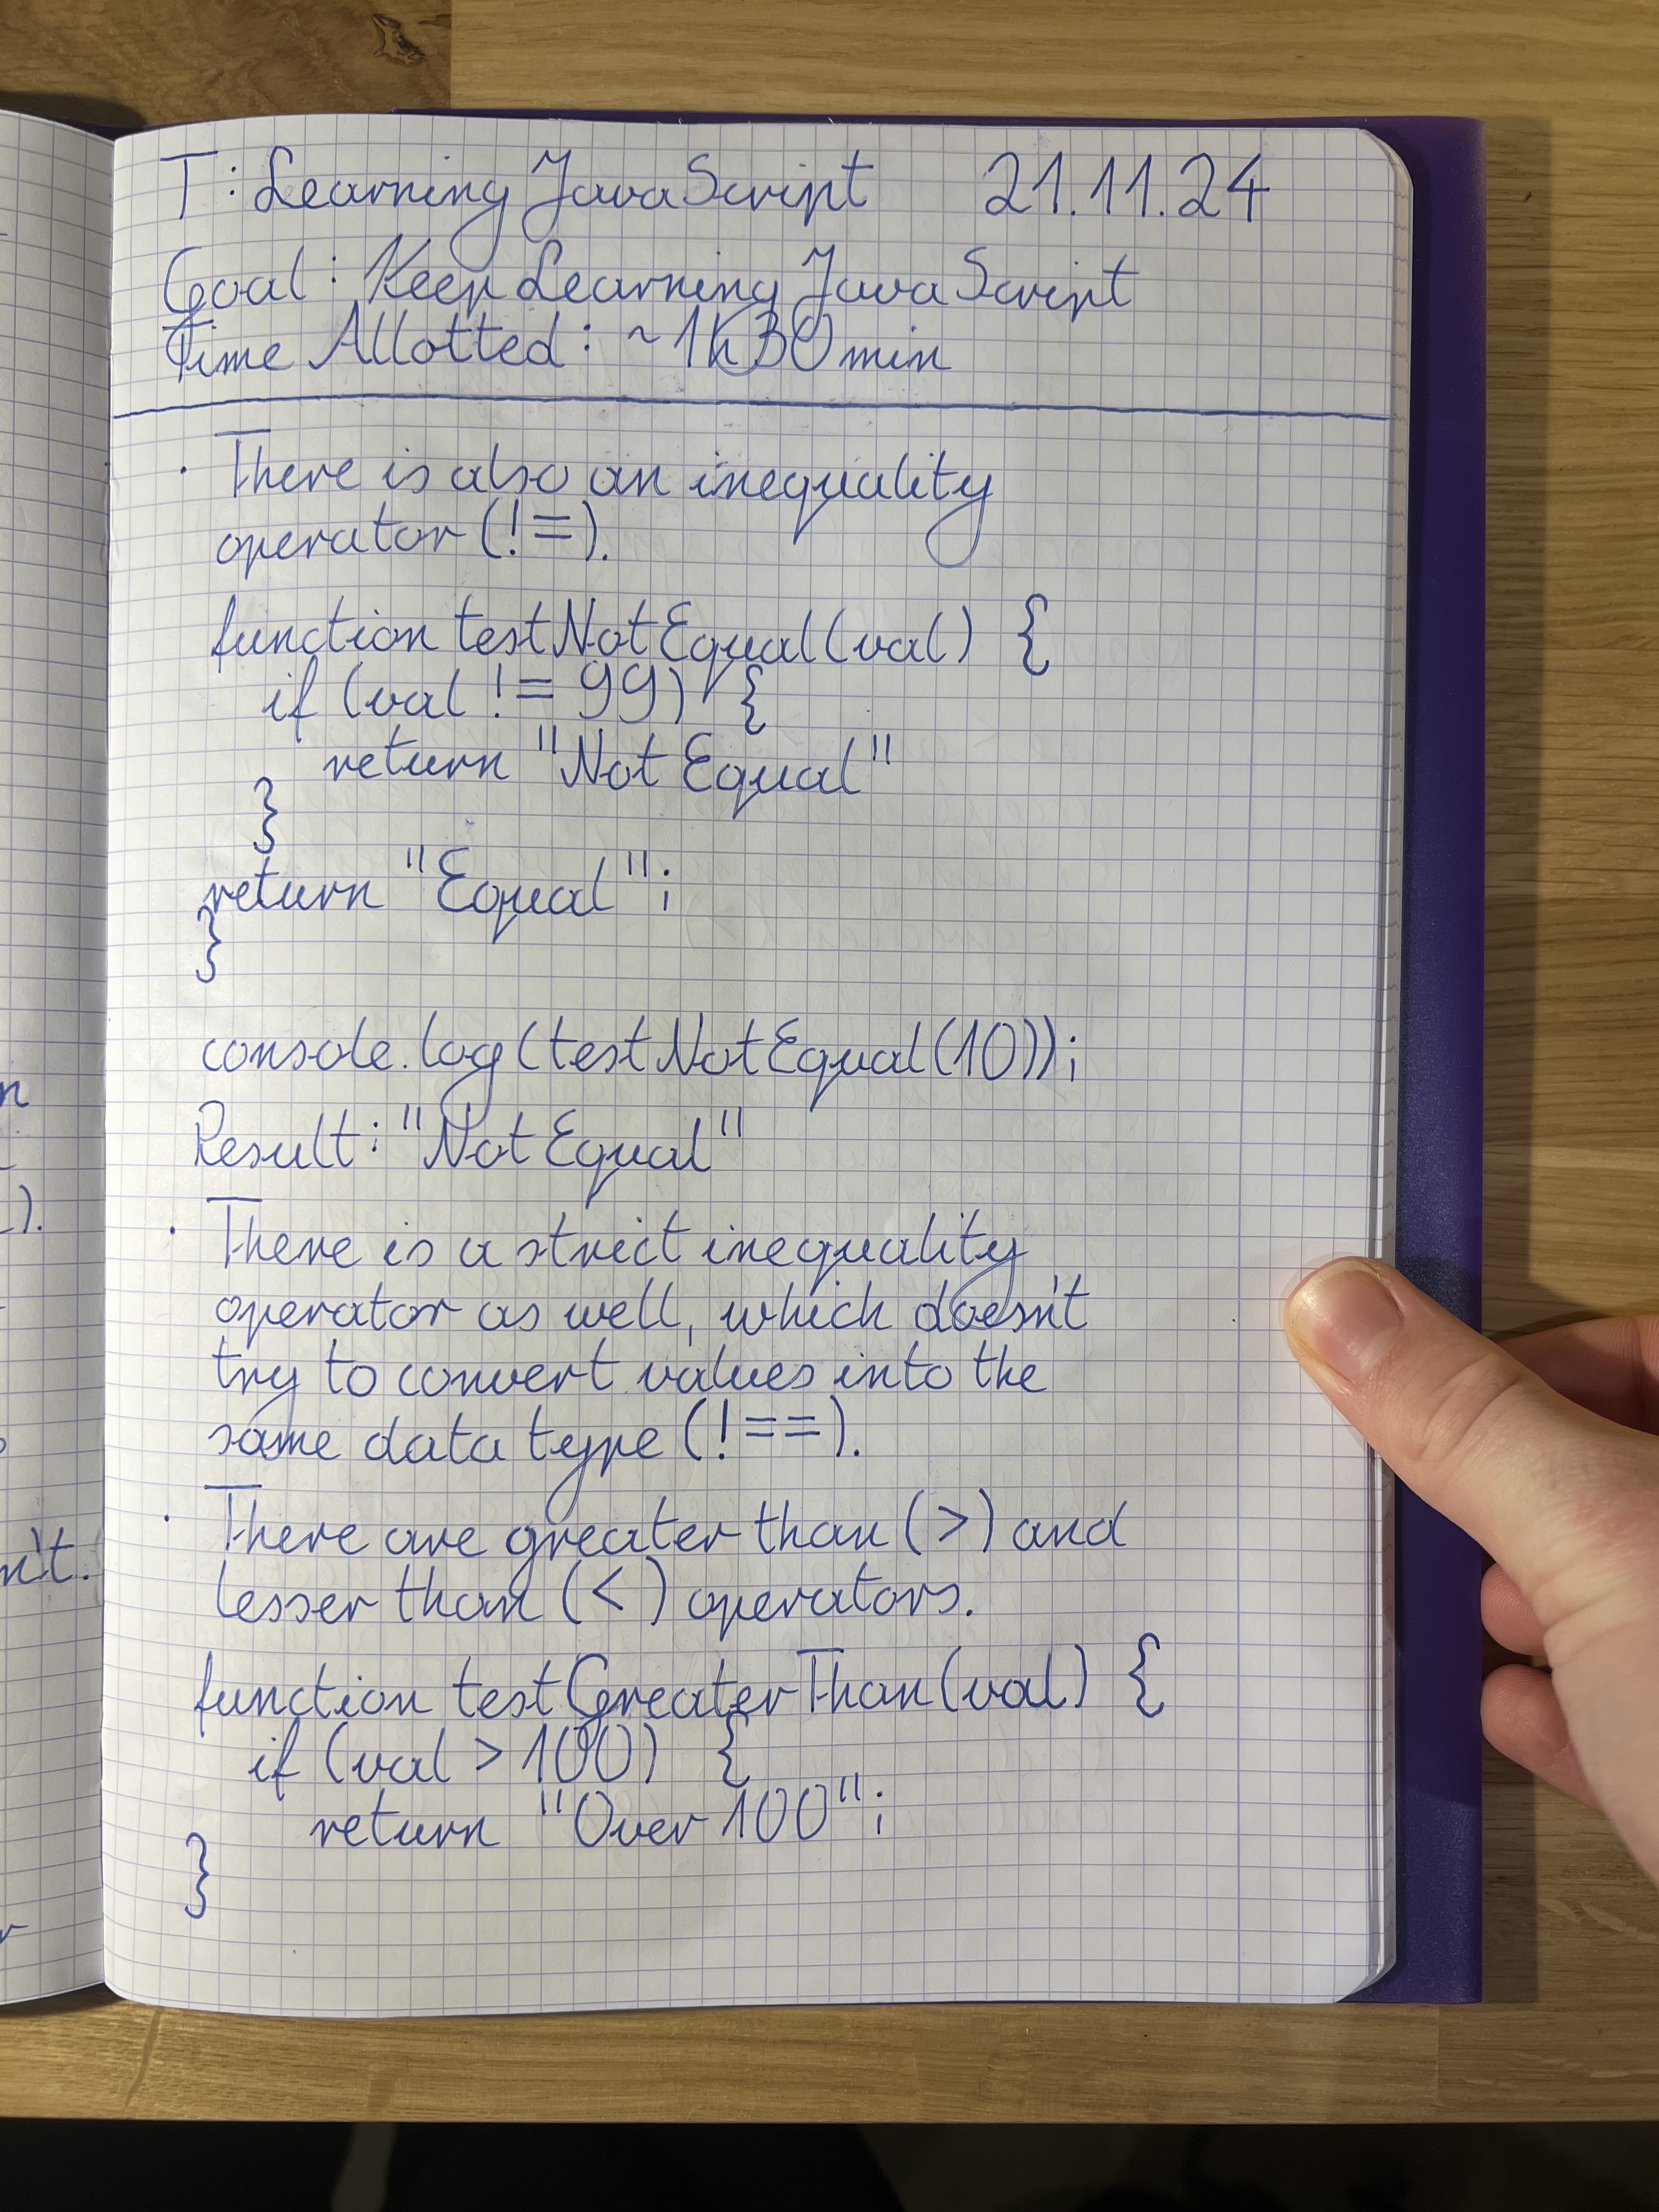 T: Learning JavaScript 21.11.24
Goal: Keep Learning JavaScript
Time Allotted: ~1h30min
· There is also an inequality
operator (!=).
function testNotEqual(val) {
if (val != 99) {
return "Not Equal"
}
return "Equal";
}
console.log(testNotEqual(10));
Result: "Not Equal"
· There is a strict inequality
operator as well, which doesn't
try to convert values into the
same data type (!==).
· There are greater than (>) and
lesser than (<) operators.
function testGreaterThan(val) {
if (val > 100) {
return "Over 100";
}